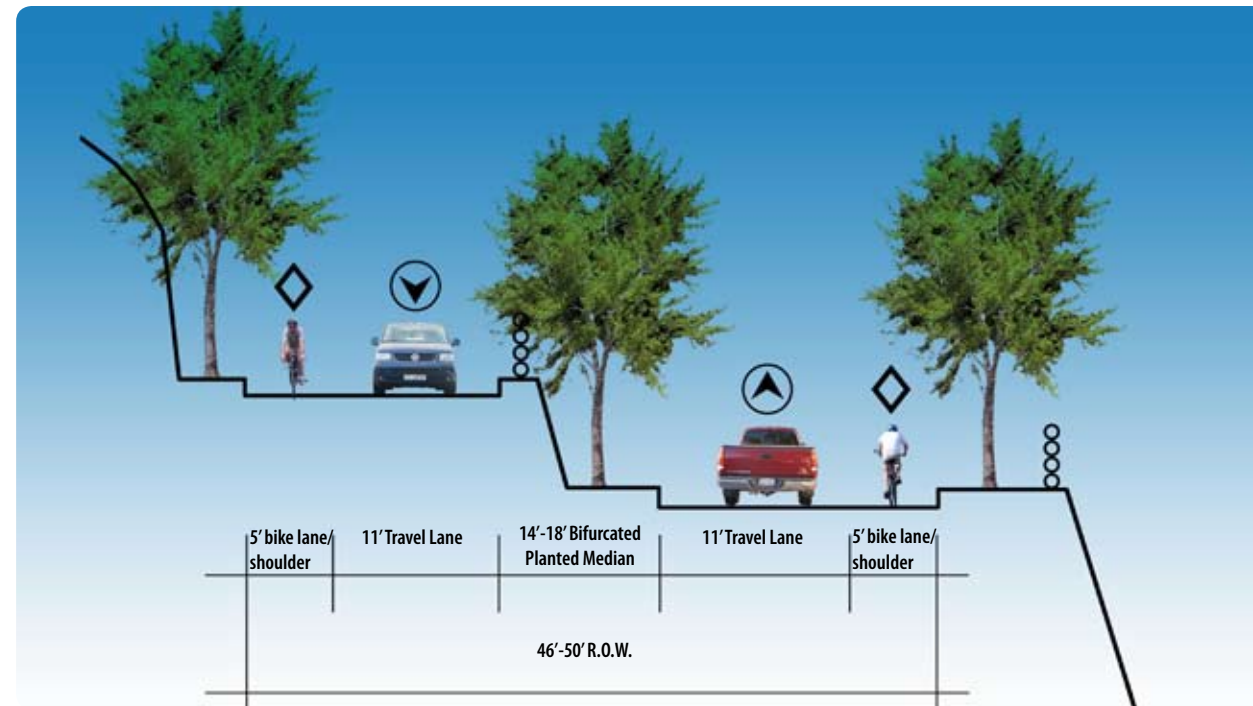 5' bike lane/
shoulder
11' Travel Lane
14'-18' Bifurcated
Planted Median
11' Travel Lane
5' bike lane/
shoulder
46'-50' R.O.W.